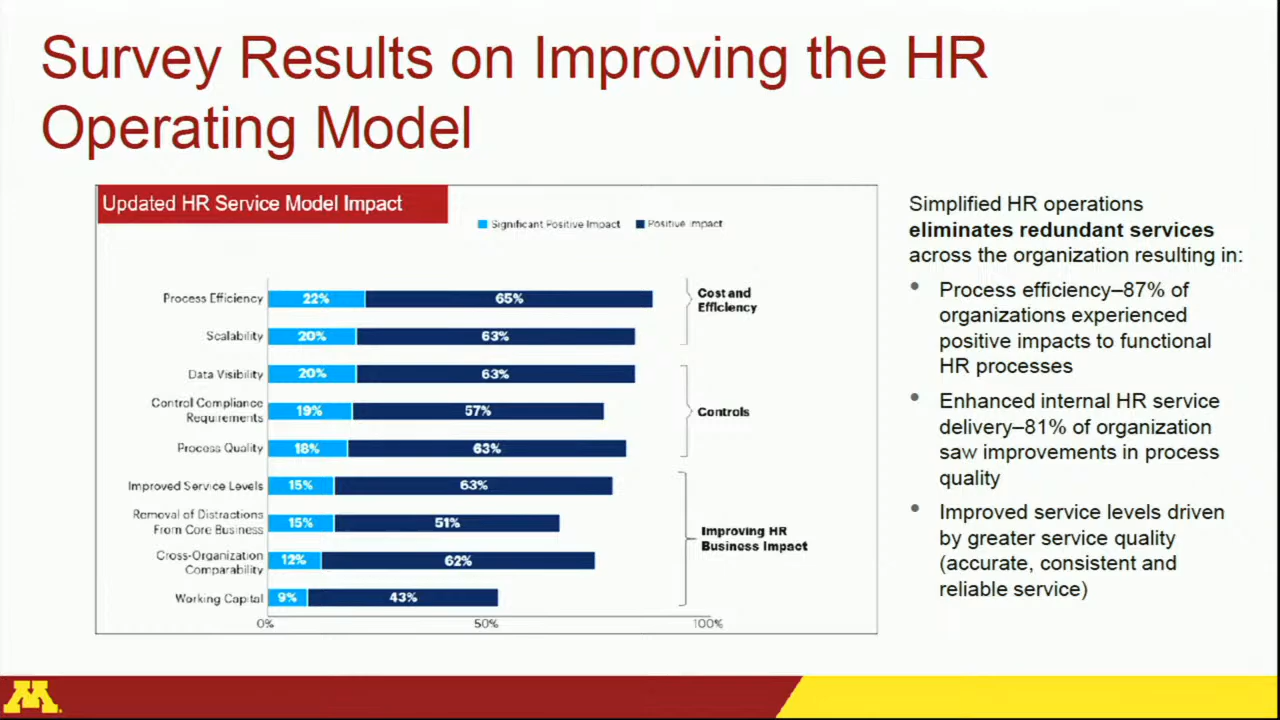 Survey Results on Improving the HR
Operating Model
Updated HR Service Model Impact
Significant Positive Impact
Positive Impact
Process Efficiency 22% 65%
Scalability 20% 63%
Cost and
Efficiency
Data Visibility 20% 63%
Control Compliance
Requirements 19% 57%
Process Quality 18% 63%
Controls
Improved Service Levels 15% 63%
Removal of Distractions
From Core Business 15% 51%
Cross-Organization
Comparability 12% 62%
Working Capital 9% 43%
Improving HR
Business Impact
0% 50% 100%
Simplified HR operations
eliminates redundant services
across the organization resulting in:
• Process efficiency–87% of
organizations experienced
positive impacts to functional
HR processes
• Enhanced internal HR service
delivery–81% of organization
saw improvements in process
quality
• Improved service levels driven
by greater service quality
(accurate, consistent and
reliable service)
M